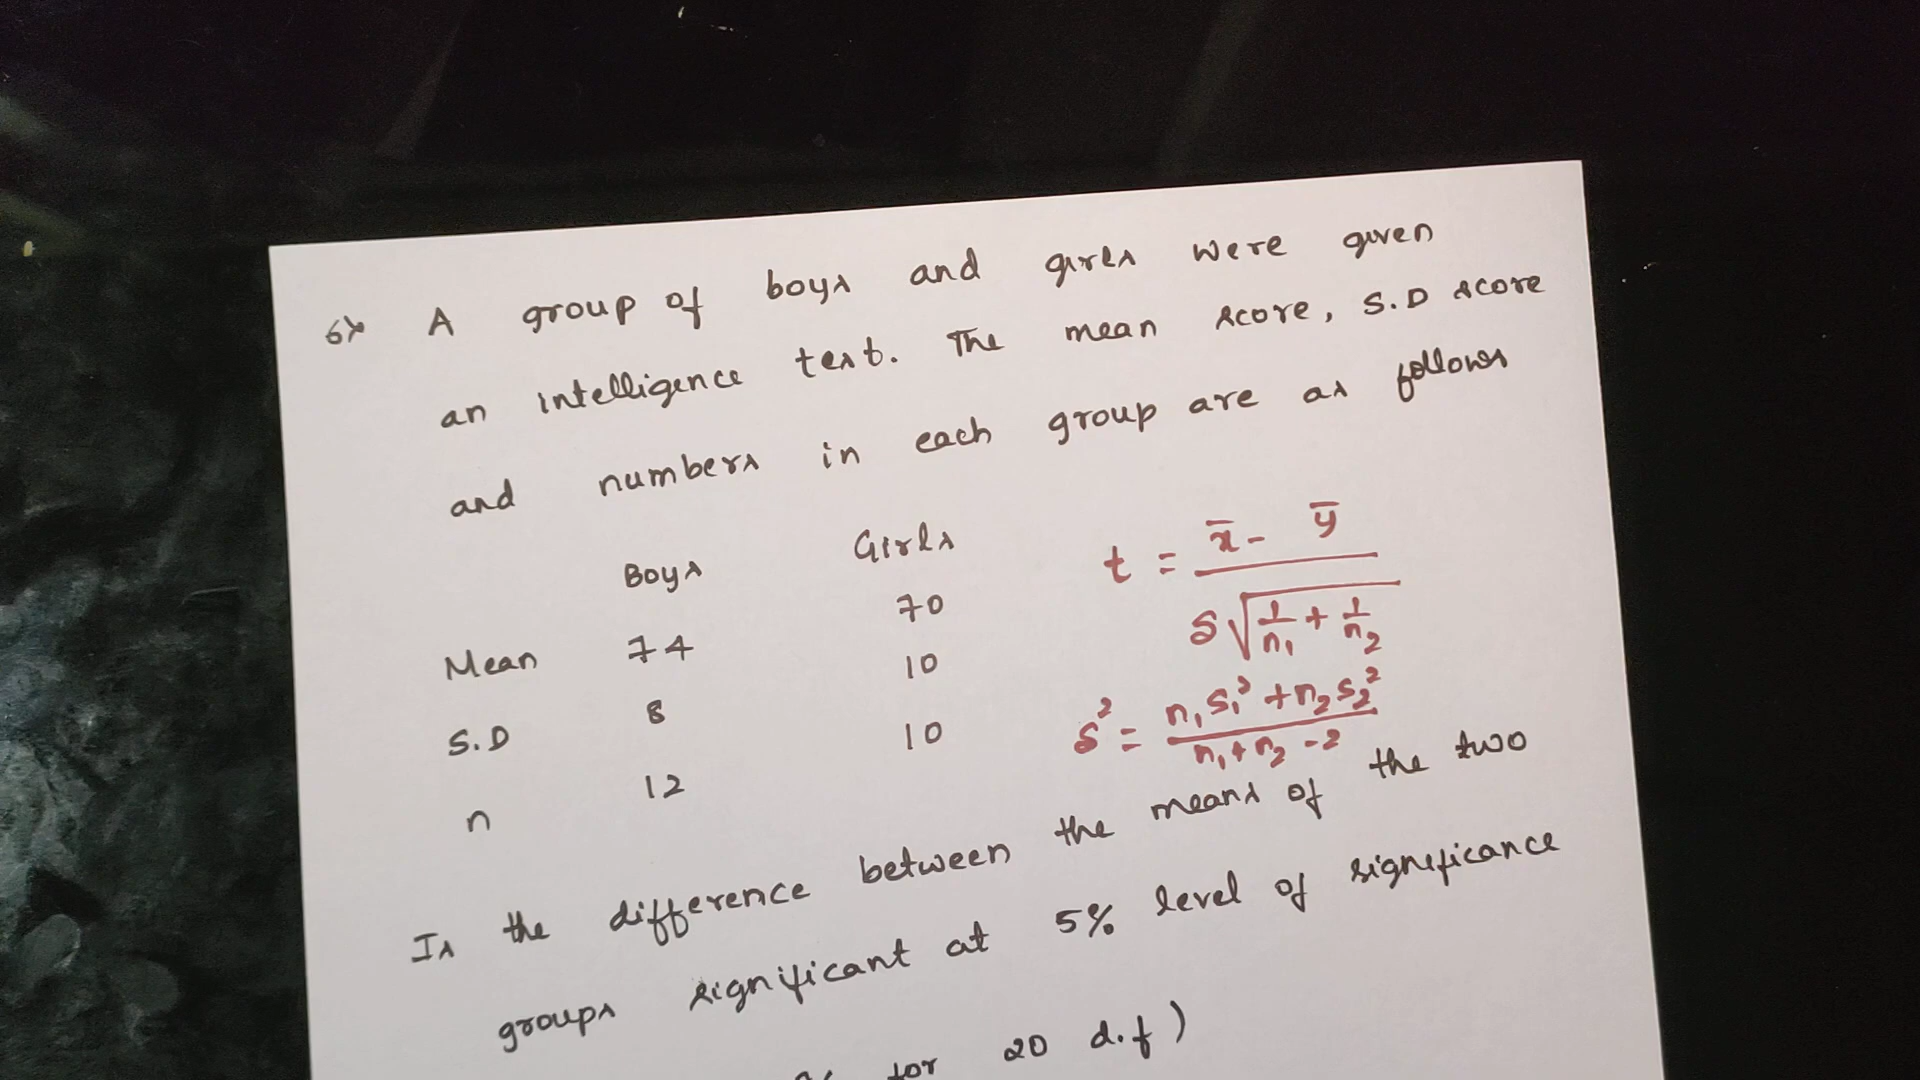 6) A group of boys and girls were given
an intelligence test. The mean score, S.D score
and numbers in each group are as follows
Boys Girls
Mean 74 70
S.D 8 10
n 12 10
t = x̄ - ȳ / S√(1/n₁ + 1/n₂)
S² = n₁S₁² + n₂S₂² / n₁ + n₂ - 2
Is the difference between the means of the two
groups significant at 5% level of significance
for 20 d.f)